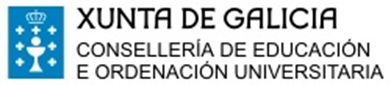 XUNTA DE GALICIA
CONSELLERÍA DE EDUCACIÓN
E ORDENACIÓN UNIVERSITARIA